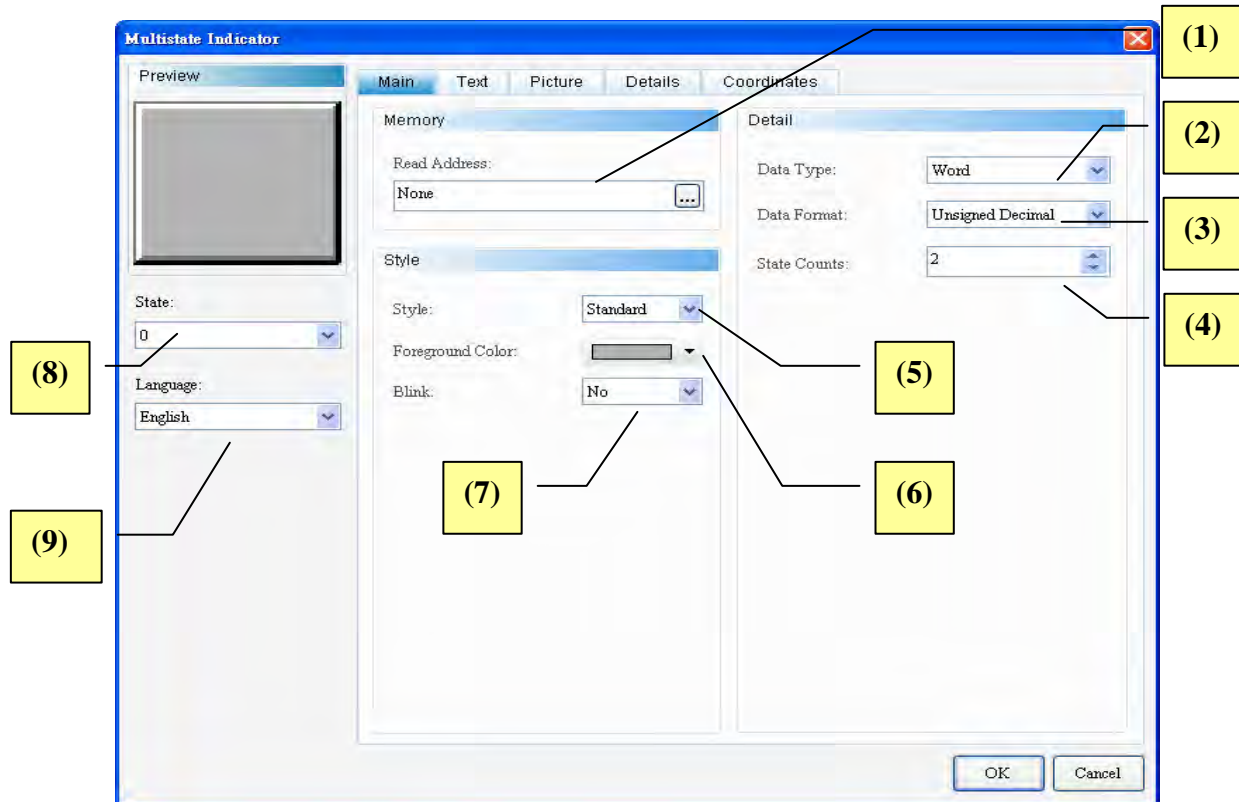 Multistate Indicator
(1)
Preview
Main Text Picture Details Coordinates
Memory
Detail
Read Address:
None
...
Data Type:
Word
(2)
Data Format:
Unsigned Decimal
(3)
State Counts:
2
(4)
Style
Style:
Standard
(5)
Foreground Color:
(6)
Blink:
No
(7)
State:
0
(8)
Language:
English
(9)
OK
Cancel